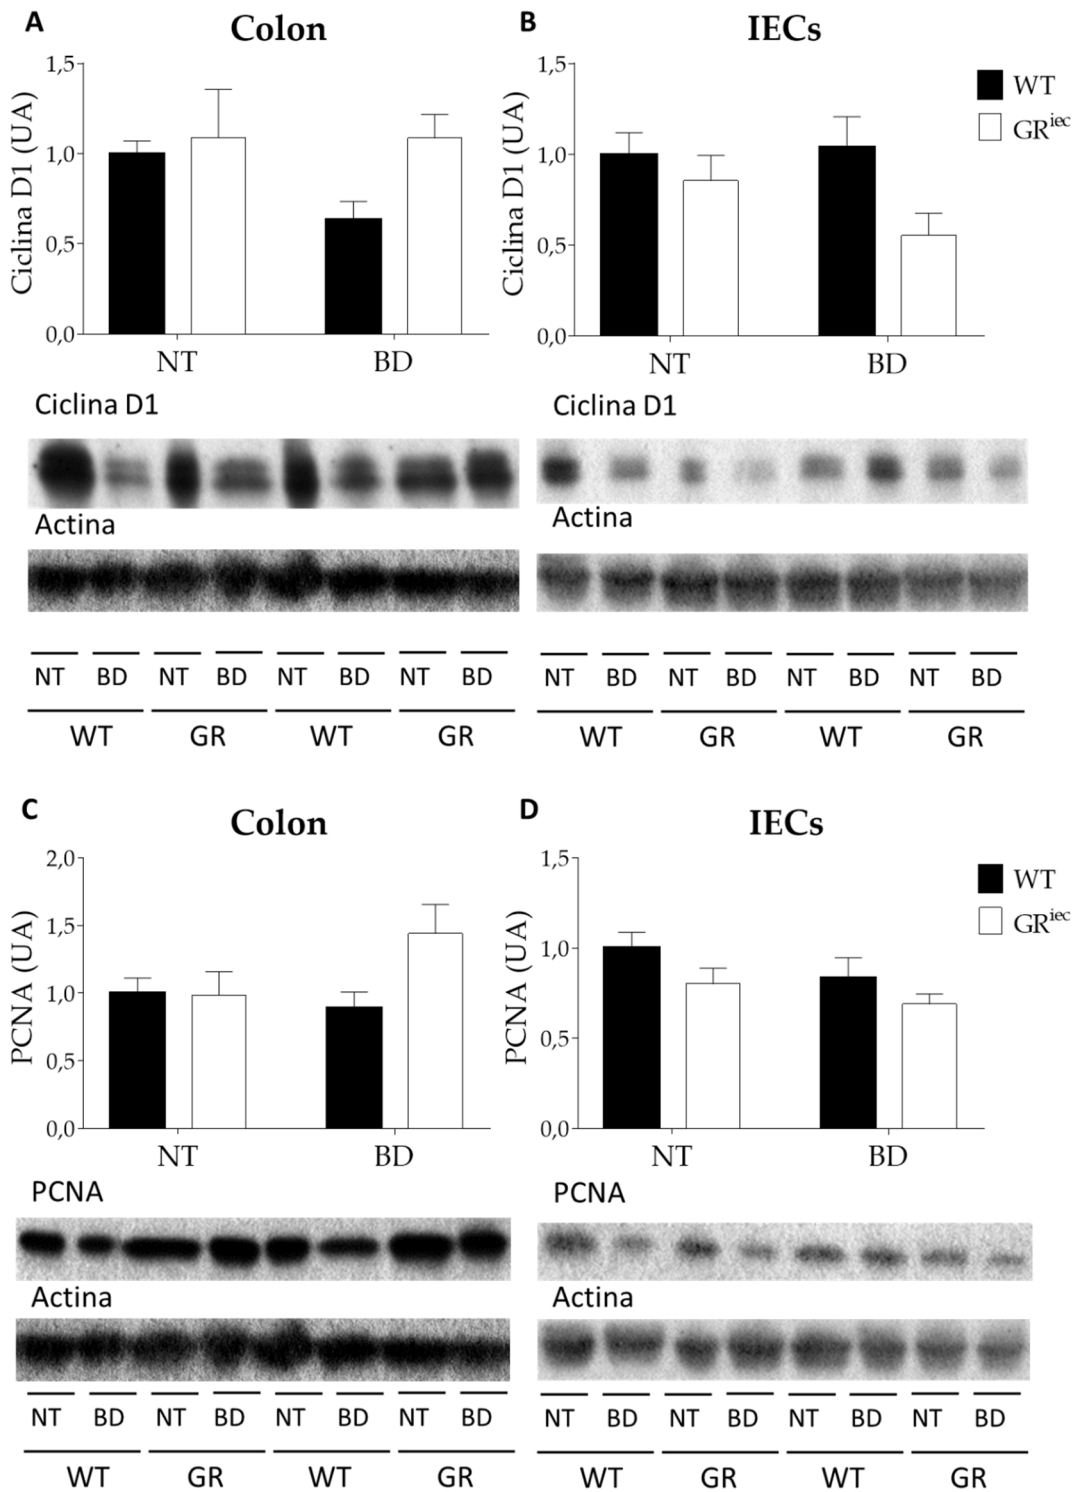 A
Colon
1,5
1,0
0,5
0,0
Ciclina D1 (UA)
NT
BD
B
IECs
1,5
1,0
0,5
0,0
Ciclina D1 (UA)
NT
BD
WT
GRiec
Ciclina D1
Actina
NT BD NT BD NT BD NT BD
WT GR WT GR
Ciclina D1
Actina
NT BD NT BD NT BD NT BD
WT GR WT GR
C
Colon
2,0
1,5
1,0
0,5
0,0
PCNA (UA)
NT
BD
D
IECs
1,5
1,0
0,5
0,0
PCNA (UA)
NT
BD
WT
GRiec
PCNA
Actina
NT BD NT BD NT BD NT BD
WT GR WT GR
PCNA
Actina
NT BD NT BD NT BD NT BD
WT GR WT GR